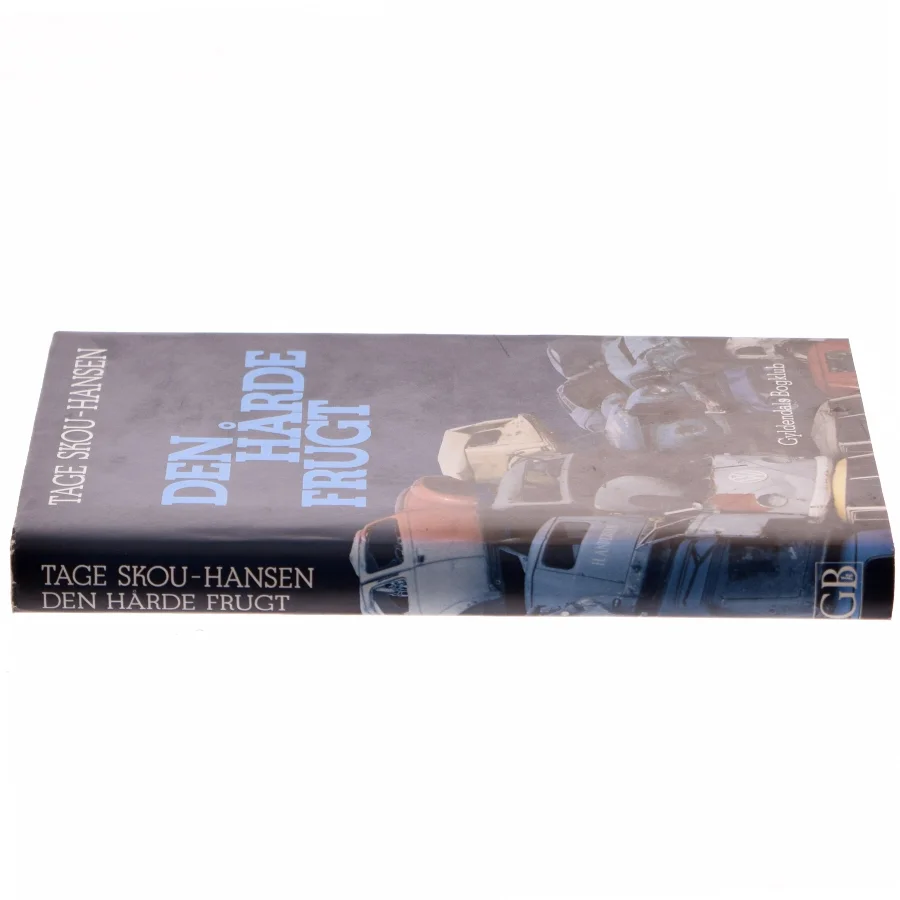 TAGE SKOU-HANSEN
DEN
HÅRDE
FRUGT
Gyldendals Bogklub
TAGE SKOU-HANSEN
DEN HÅRDE FRUGT
GB